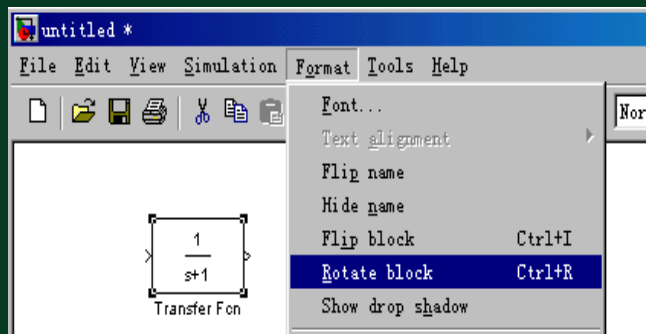 untitled *
File Edit View Simulation Format Tools Help
Nor
Font...
Text alignment
Flip name
Hide name
Flip block Ctrl+I
Rotate block Ctrl+R
Show drop shadow
1
s+1
Transfer Fcn